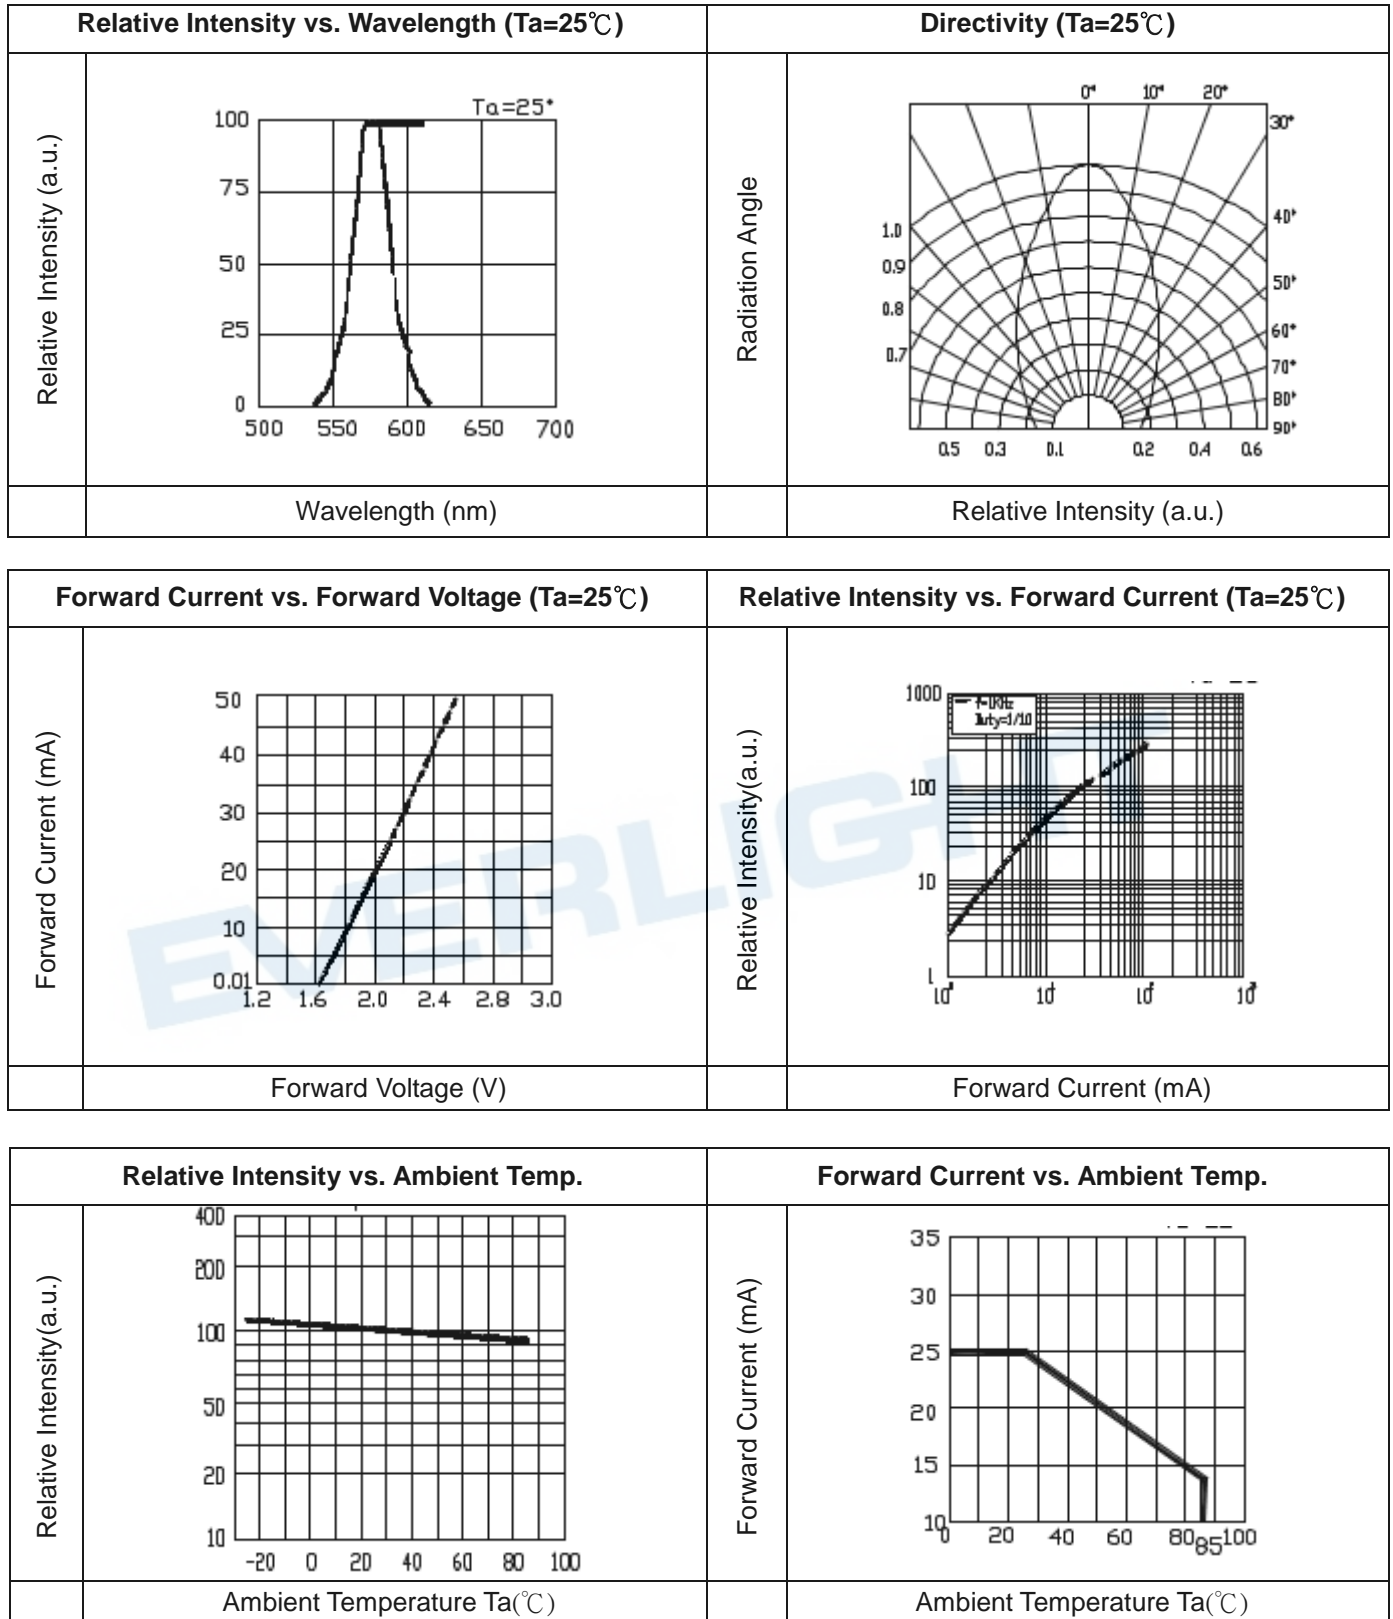 Relative Intensity vs. Wavelength (Ta=25℃)
Directivity (Ta=25℃)
Relative Intensity (a.u.)
Ta=25°
100
75
50
25
0
500 550 600 650 700
Radiation Angle
0° 10° 20°
30°
40°
50°
60°
70°
80°
90°
1.0
0.9
0.8
0.7
0.5 0.3 0.1 0.2 0.4 0.6
Wavelength (nm)
Relative Intensity (a.u.)
Forward Current vs. Forward Voltage (Ta=25℃)
Relative Intensity vs. Forward Current (Ta=25℃)
Forward Current (mA)
50
40
30
20
10
0.01
1.2 1.6 2.0 2.4 2.8 3.0
Relative Intensity(a.u.)
1000
100
10
1
f=1KHz
Duty=1/10
10¹
EVERLIGHT
Forward Voltage (V)
Forward Current (mA)
Relative Intensity vs. Ambient Temp.
Forward Current vs. Ambient Temp.
Relative Intensity(a.u.)
400
200
100
50
20
10
-20 0 20 40 60 80 100
Forward Current (mA)
35
30
25
20
15
10
0 20 40 60 80 85 100
Ambient Temperature Ta(℃)
Ambient Temperature Ta(℃)